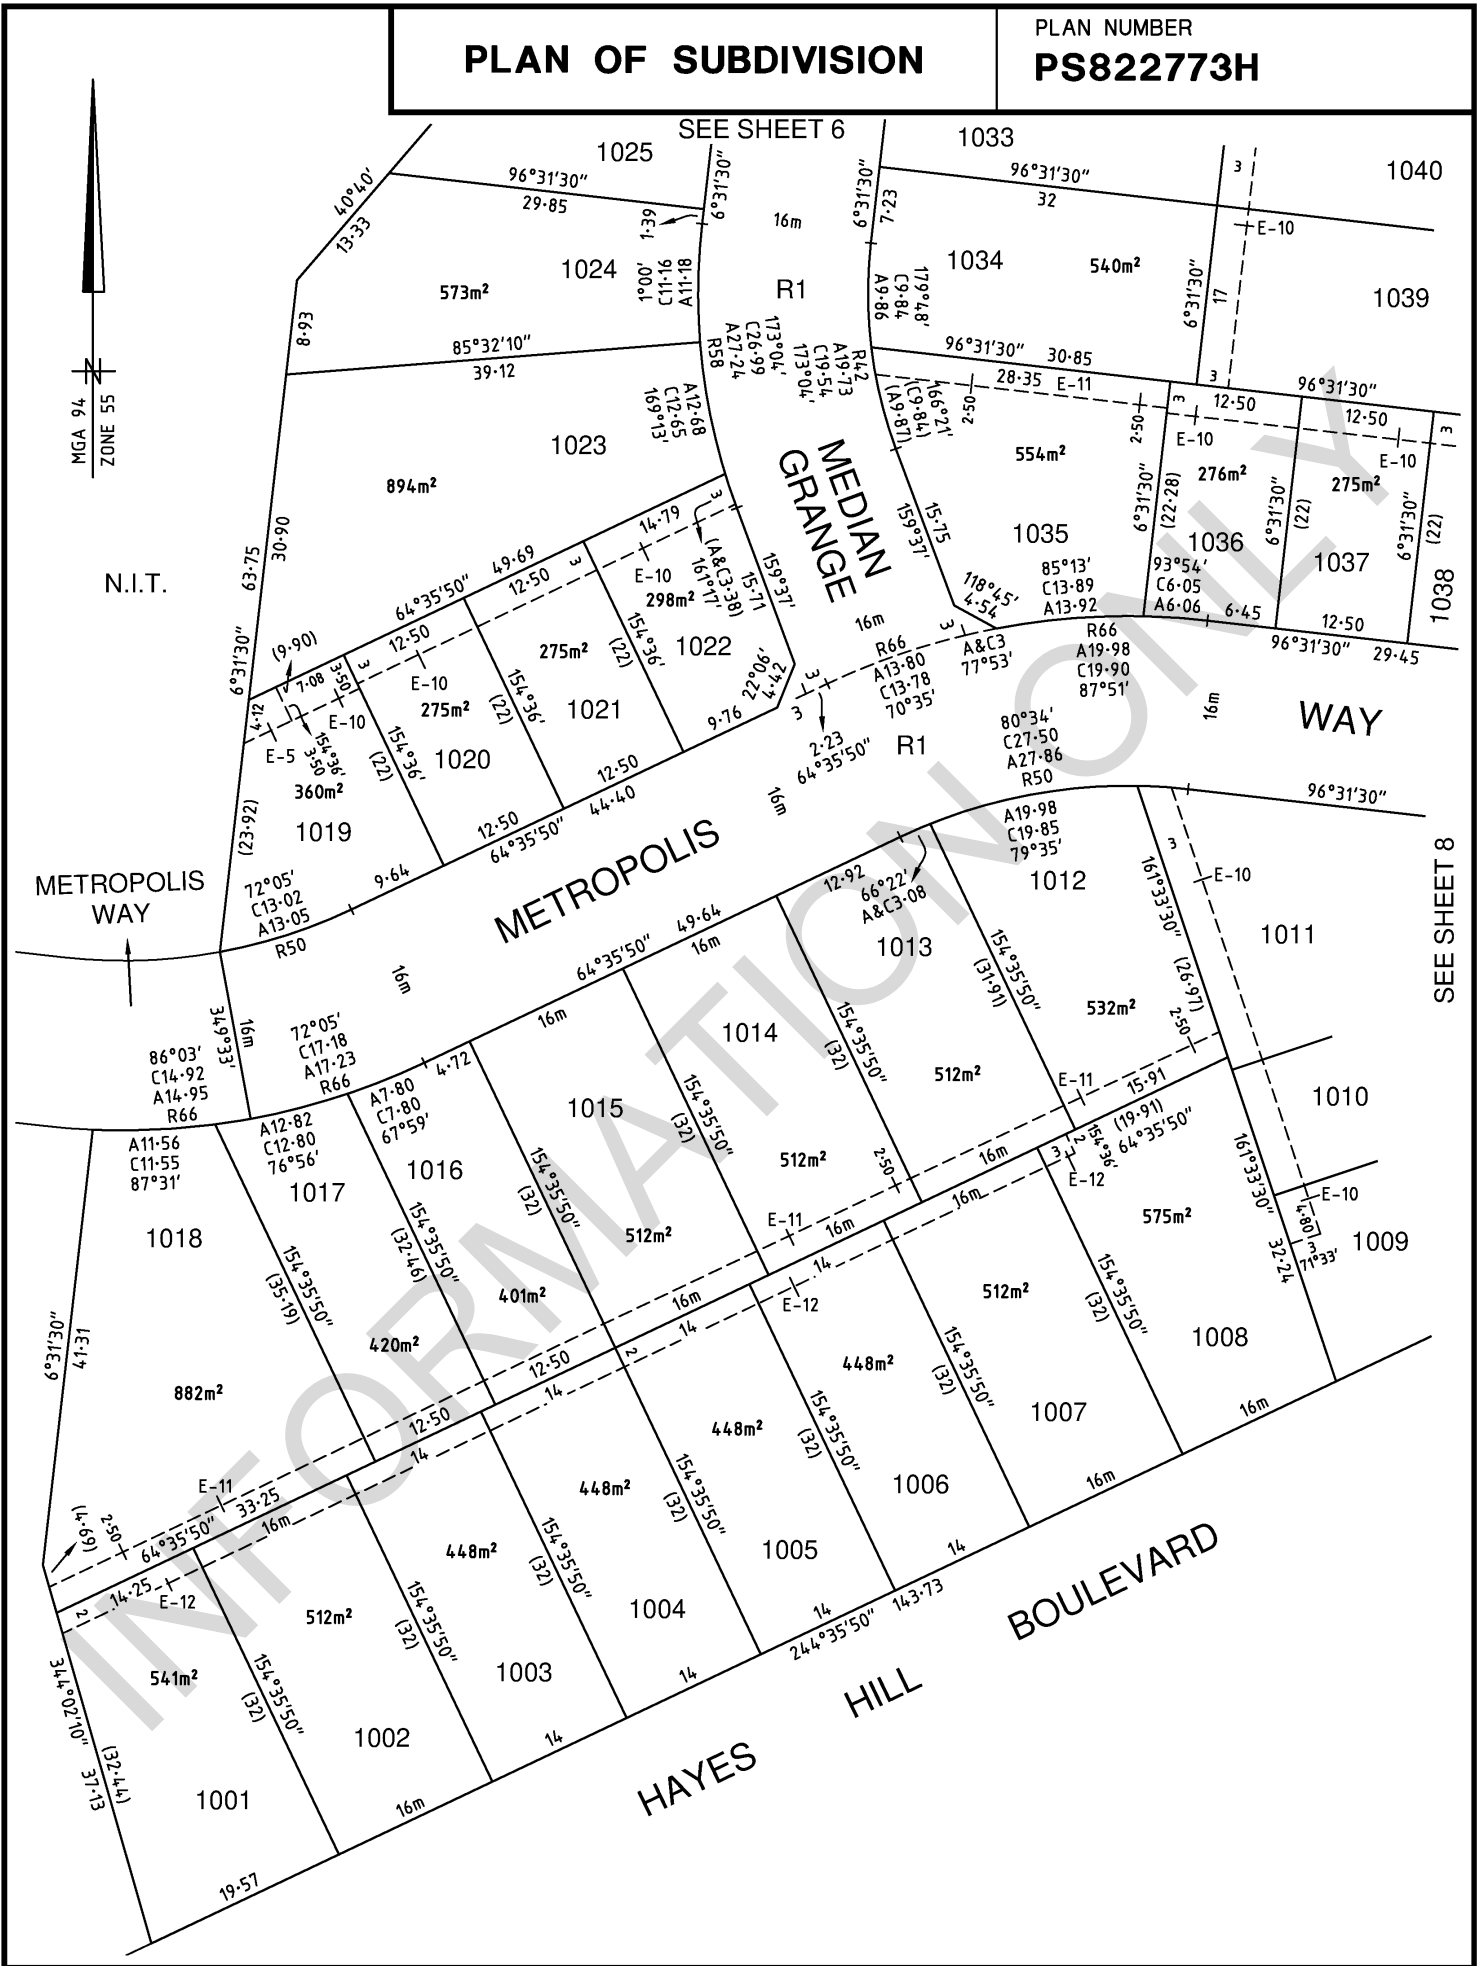 PLAN OF SUBDIVISION
PLAN NUMBER
PS822773H
SEE SHEET 6
MGA 94
ZONE 55
N
N.I.T.
1025
96°31'30"
29·85
40°40'
13·33
8·93
1·39
6°31'30"
16m
6°31'30"
7·23
1033
96°31'30"
32
3
1040
E-10
1024
573m²
1°00'
C11·16
A11·18
R1
179°48'
C9·84
A9·86
1034
540m²
6°31'30"
17
1039
85°32'10"
39·12
R58
A27·24
C26·99
173°04'
173°04'
C19·54
A19·73
R42
96°31'30"
30·85
3
96°31'30"
28·35
E-11
2·50
2·50
3
12·50
12·50
3
E-10
E-10
1023
894m²
A12·68
C12·65
169°13'
166°21'
(C9·84)
(A9·87)
554m²
276m²
275m²
MEDIAN
GRANGE
63·75
30·90
6°31'30"
64°35'50"
49·69
14·79
3
12·50
3
12·50
3
E-10
298m²
(A&C3·38)
161°17'
15·71
159°37'
159°37'
15·75
1035
6°31'30"
(22·28)
1036
6°31'30"
(22)
1037
6°31'30"
(22)
1038
118°45'
4·54
85°13'
C13·89
A13·92
93°54'
C6·05
A6·06
6·45
12·50
96°31'30"
29·45
(9·90)
7·08
3·50
4·12
E-5
E-10
154°36'
3·50
360m²
1019
(23·92)
154°36'
(22)
E-10
275m²
1020
154°36'
(22)
275m²
1021
154°36'
(22)
1022
22°06'
4·42
9·76
16m
3
3
3
R66
A13·80
C13·78
70°35'
A&C3
77°53'
R66
A19·98
C19·90
87°51'
2·23
64°35'50"
R1
16m
16m
WAY
80°34'
C27·50
A27·86
R50
96°31'30"
12·50
12·50
44·40
64°35'50"
9·64
72°05'
C13·02
A13·05
R50
METROPOLIS
WAY
METROPOLIS
A19·98
C19·85
79°35'
1012
12·92
66°22'
A&C3·08
3
161°33'30"
(26·97)
E-10
1011
SEE SHEET 8
349°33'
16m
16m
64°35'50"
49·64
16m
16m
1013
154°35'50"
(31·91)
532m²
2·50
72°05'
C17·18
A17·23
R66
86°03'
C14·92
A14·95
R66
4·72
A7·80
C7·80
67°59'
1014
154°35'50"
(32)
512m²
E-11
15·91
(19·91)
64°35'50"
1010
A11·56
C11·55
87°31'
A12·82
C12·80
76°56'
1017
1016
1015
154°35'50"
(32)
512m²
2·50
16m
3
2
154°36'
E-12
161°33'30"
E-10
4·80
3
71°33'
32·24
1009
1018
154°35'50"
(35·19)
154°35'50"
(32·46)
154°35'50"
(32)
512m²
E-11
16m
16m
575m²
6°31'30"
41·31
882m²
420m²
401m²
16m
14
E-12
512m²
154°35'50"
(32)
1008
12·50
12·50
14
14
14
2
448m²
154°35'50"
(32)
1007
16m
(4·69)
2·50
E-11
33·25
64°35'50"
16m
14·25
2
E-12
448m²
154°35'50"
(32)
1006
16m
448m²
154°35'50"
(32)
1005
14
448m²
154°35'50"
(32)
1004
14
244°35'50"
143·73
512m²
154°35'50"
(32)
1003
14
541m²
154°35'50"
(32)
1002
14
344°02'10"
(32·44)
37·13
1001
16m
19·57
HAYES
HILL
BOULEVARD
INFORMATION ONLY